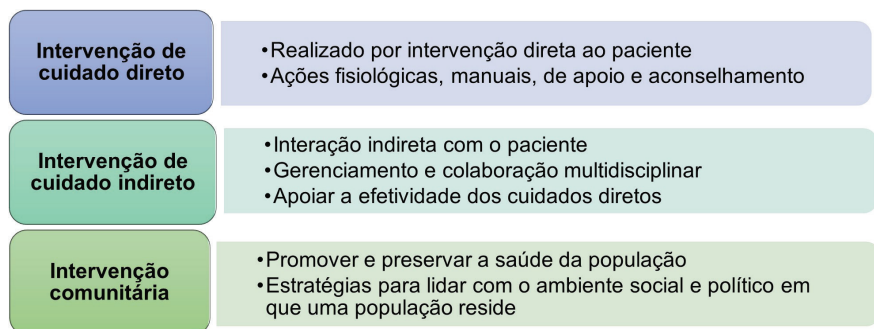 Intervenção de
cuidado direto
•Realizado por intervenção direta ao paciente
•Ações fisiológicas, manuais, de apoio e aconselhamento
Intervenção de
cuidado indireto
•Interação indireta com o paciente
•Gerenciamento e colaboração multidisciplinar
•Apoiar a efetividade dos cuidados diretos
Intervenção
comunitária
•Promover e preservar a saúde da população
•Estratégias para lidar com o ambiente social e político em
que uma população reside